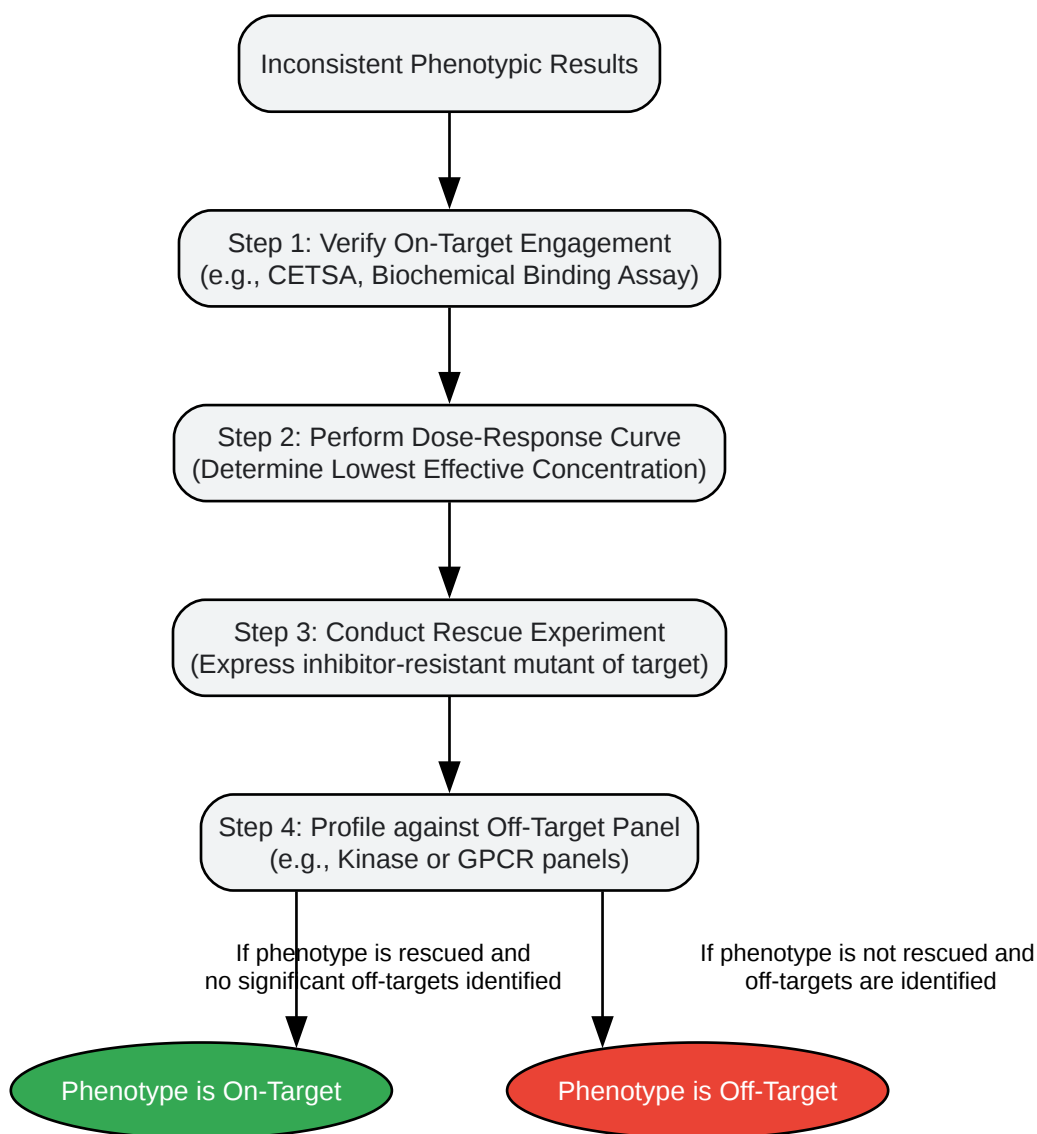 Inconsistent Phenotypic Results
Step 1: Verify On-Target Engagement
(e.g., CETSA, Biochemical Binding Assay)
Step 2: Perform Dose-Response Curve
(Determine Lowest Effective Concentration)
Step 3: Conduct Rescue Experiment
(Express inhibitor-resistant mutant of target)
Step 4: Profile against Off-Target Panel
(e.g., Kinase or GPCR panels)
If phenotype is rescued and
no significant off-targets identified
If phenotype is not rescued and
off-targets are identified
Phenotype is On-Target
Phenotype is Off-Target